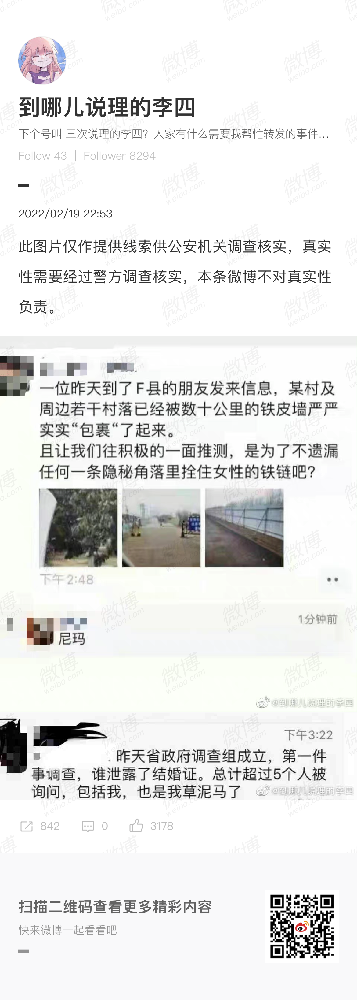 到哪儿说理的李四
下个号叫 三次说理的李四？大家有什么需要我帮忙转发的事件...
Follow 43 | Follower 8294
2022/02/19 22:53
此图片仅作提供线索供公安机关调查核实，真实
性需要经过警方调查核实，本条微博不对真实性
负责。
一位昨天到了F县的朋友发来信息，某村及
周边若干村落已经被数十公里的铁皮墙严严
实实“包裹“了起来。
且让我们往积极的一面推测，是为了不遗漏
任何一条隐秘角落里拴住女性的铁链吧？
下午2:48
1分钟前
尼玛
@到哪儿说理的李四
下午3:22
昨天省政府调查组成立，第一件
事调查，谁泄露了结婚证。总计超过5个人被
询问，包括我，也是我草泥马了
@到哪儿说理的李四
842 0 3178
扫描二维码查看更多精彩内容
快来微博一起看看吧
微博
weibo.com